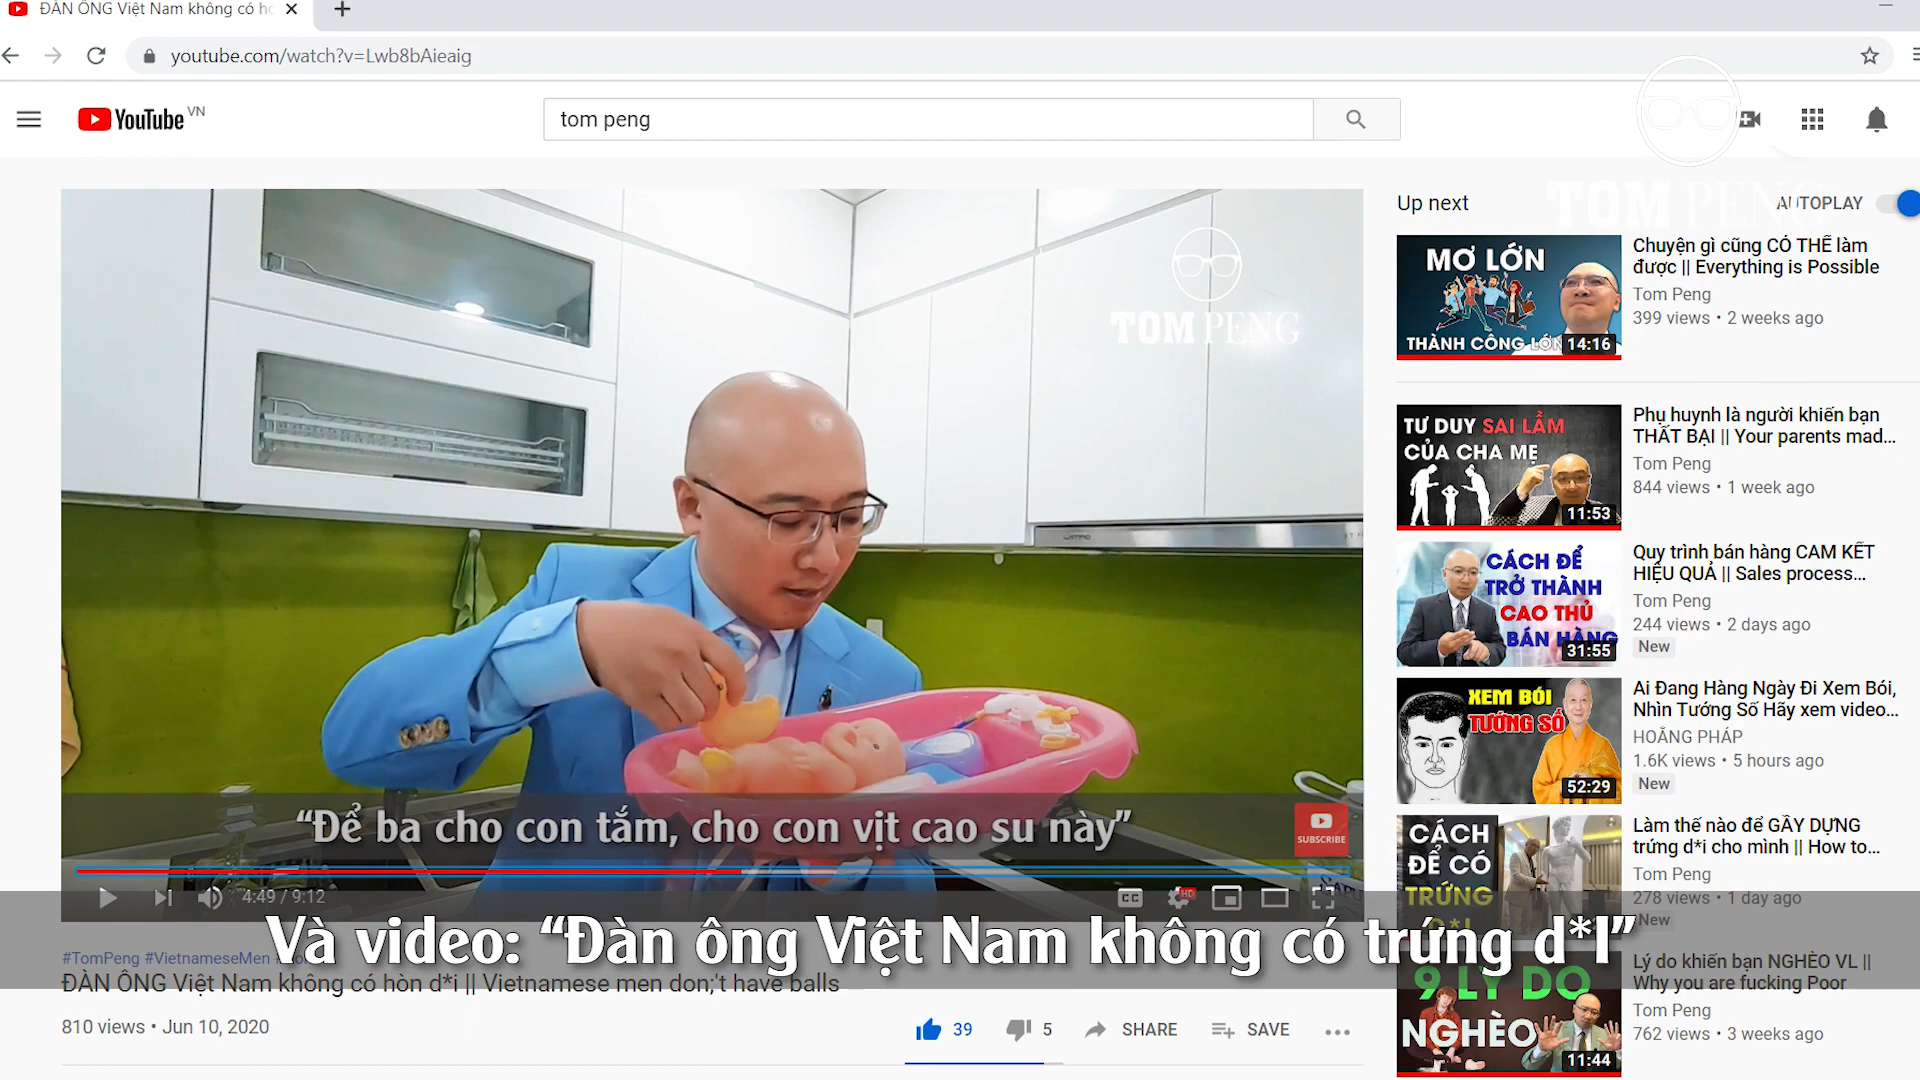 ĐÀN ÔNG Việt Nam không có hò
youtube.com/watch?v=Lwb8bAieaig
YouTube VN
tom peng
TOM PENG
Up next
AUTOPLAY
TOM PENG
MƠ LỚN
THÀNH CÔNG LỚN
14:16
Chuyện gì cũng CÓ THỂ làm
được || Everything is Possible
Tom Peng
399 views • 2 weeks ago
TƯ DUY SAI LẦM
CỦA CHA MẸ
11:53
Phụ huynh là người khiến bạn
THẤT BẠI || Your parents mad...
Tom Peng
844 views • 1 week ago
CÁCH ĐỂ
TRỞ THÀNH
CAO THỦ
BÁN HÀNG
31:55
Quy trình bán hàng CAM KẾT
HIỆU QUẢ || Sales process...
Tom Peng
244 views • 2 days ago
New
XEM BÓI
TƯỚNG SỐ
52:29
Ai Đang Hàng Ngày Đi Xem Bói,
Nhìn Tướng Số Hãy xem video...
HOẰNG PHÁP
1.6K views • 5 hours ago
New
CÁCH
ĐỂ CÓ
TRỨNG
Làm thế nào để GẦY DỰNG
trứng d*i cho mình || How to...
Tom Peng
278 views • 1 day ago
New
9 LÝ DO
NGHÈO
11:44
Lý do khiến bạn NGHÈO VL ||
Why you are fucking Poor
Tom Peng
762 views • 3 weeks ago
“Để ba cho con tắm, cho con vịt cao su này”
SUBSCRIBE
4:49 / 9:12
CC
HD
Và video: “Đàn ông Việt Nam không có trứng d*I”
#TomPeng #VietnameseMen
ĐÀN ÔNG Việt Nam không có hòn d*i || Vietnamese men don;'t have balls
810 views • Jun 10, 2020
39
5
SHARE
SAVE